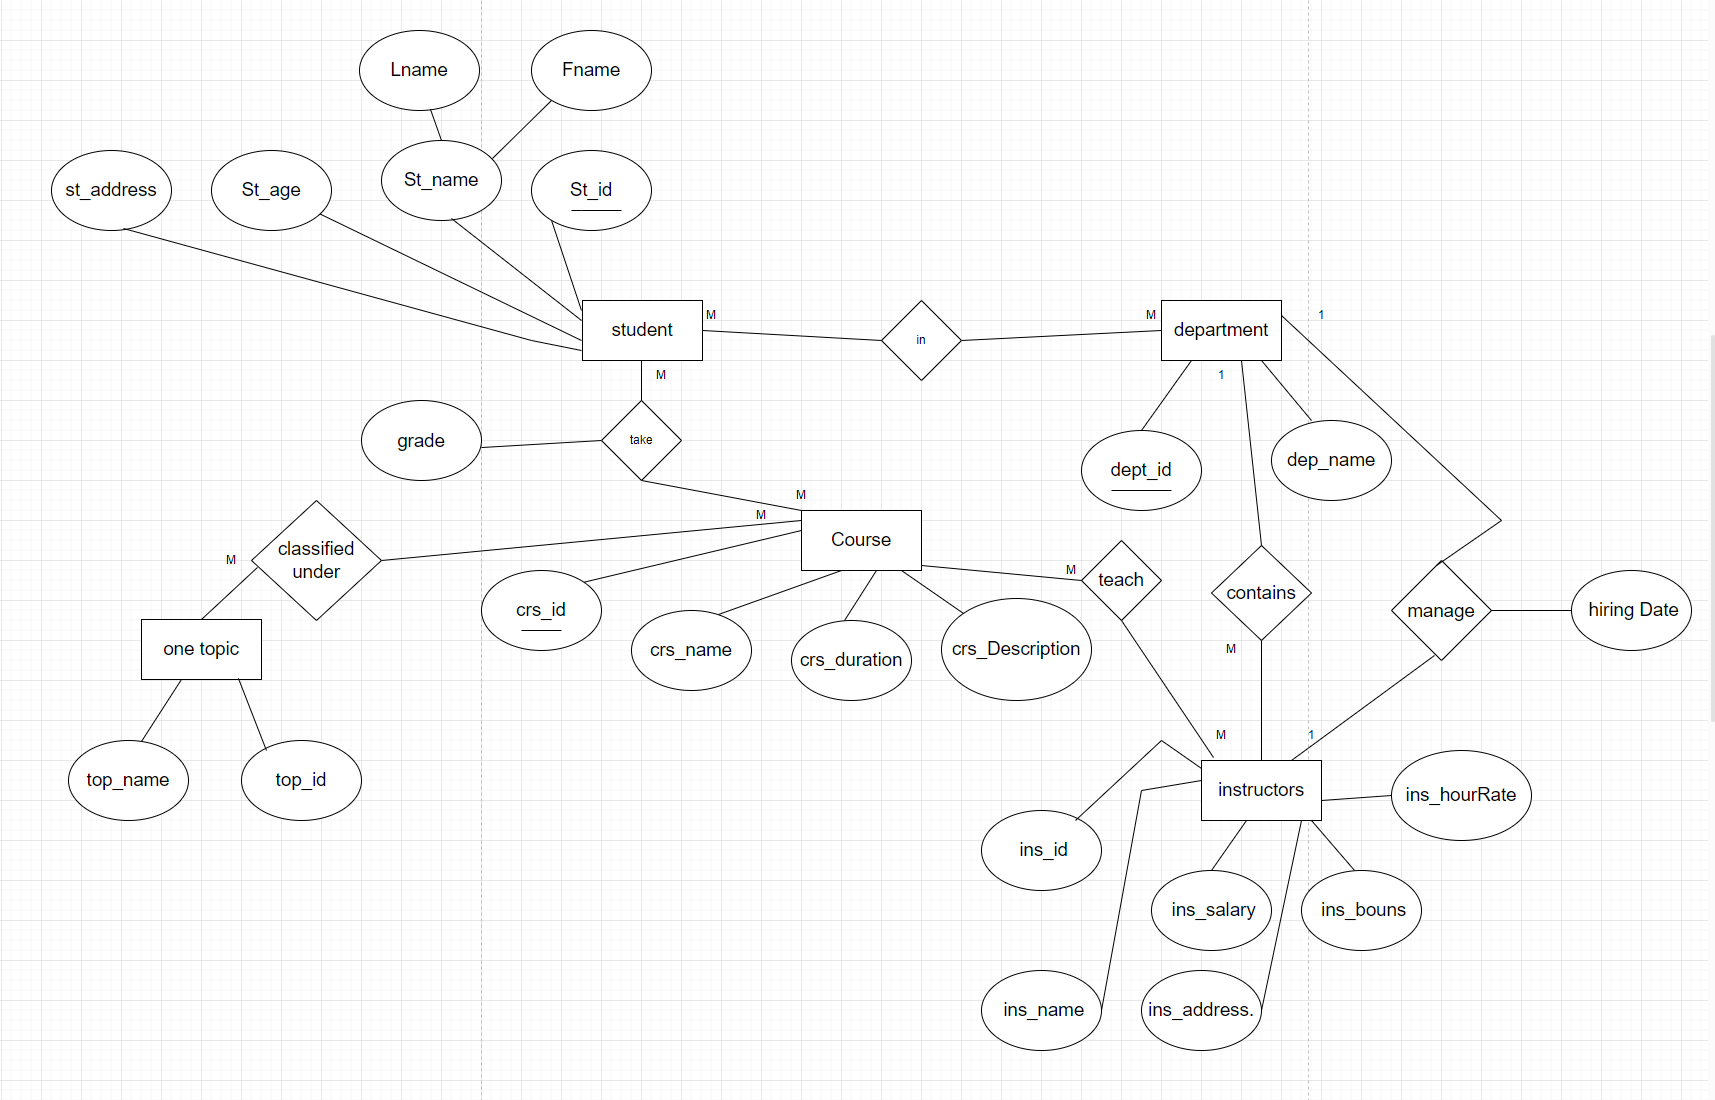 Lname
Fname
st_address
St_age
St_name
St_id
student
M
in
M
department
1
M
1
grade
take
dept_id
dep_name
M
M
classified
under
M
Course
M
teach
contains
manage
hiring Date
crs_id
crs_name
crs_duration
crs_Description
M
one topic
M
1
top_name
top_id
instructors
ins_hourRate
ins_id
ins_salary
ins_bouns
ins_name
ins_address.